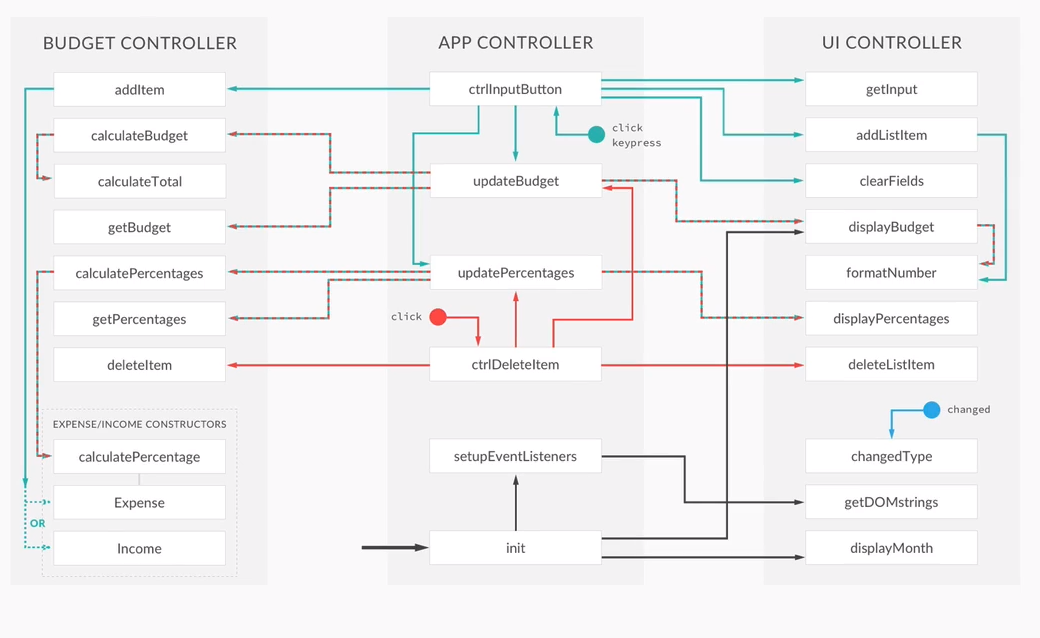 BUDGET CONTROLLER
addItem
calculateBudget
calculateTotal
getBudget
calculatePercentages
getPercentages
deleteItem
EXPENSE/INCOME CONSTRUCTORS
calculatePercentage
Expense
OR
Income
APP CONTROLLER
ctrlInputButton
click
keypress
updateBudget
updatePercentages
click
ctrlDeleteItem
setupEventListeners
init
UI CONTROLLER
getInput
addListItem
clearFields
displayBudget
formatNumber
displayPercentages
deleteListItem
changed
changedType
getDOMstrings
displayMonth